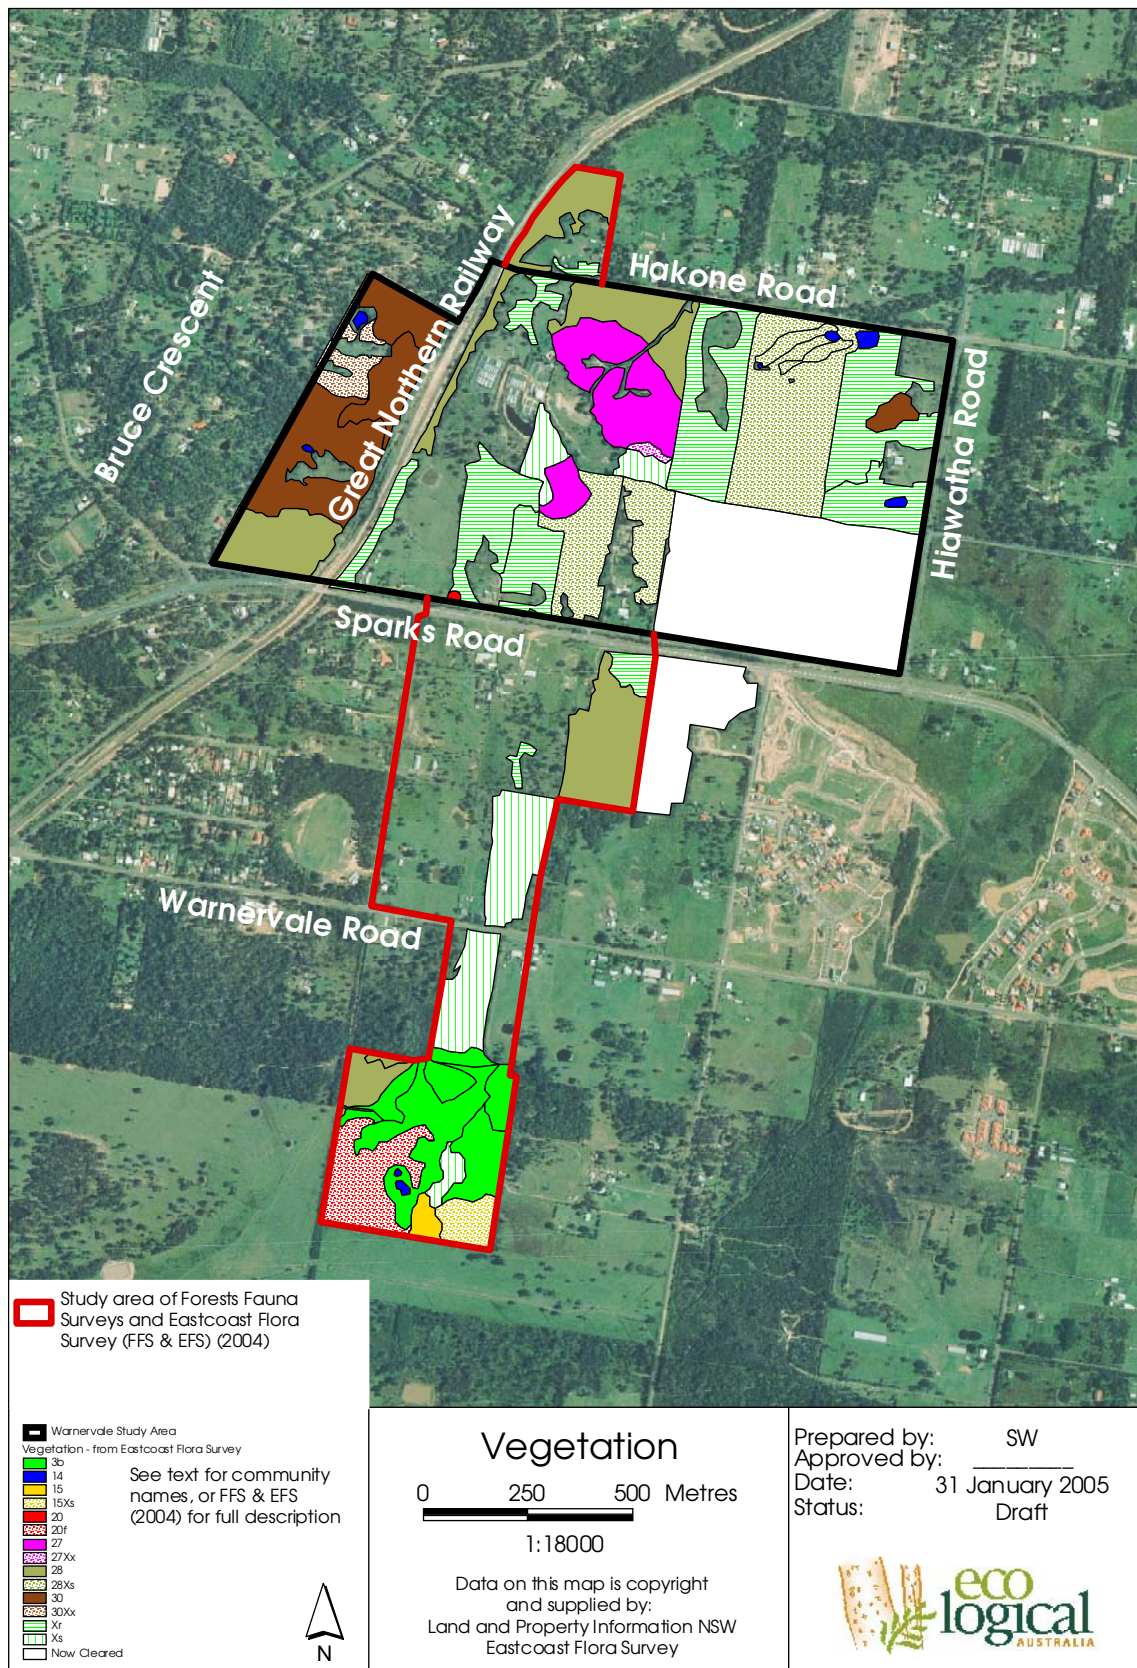 Hakone Road
Great Northern Railway
Bruce Crescent
Hiawatha Road
Sparks Road
Warnervale Road
Study area of Forests Fauna
Surveys and Eastcoast Flora
Survey (FFS & EFS) (2004)
Warnervale Study Area
Vegetation - from Eastcoast Flora Survey
3b
14
15
15Xs
20
20f
27
27Xx
28
28Xs
30
30Xx
Xr
Xs
Now Cleared
See text for community
names, or FFS & EFS
(2004) for full description
N
Vegetation
0 250 500 Metres
1:18000
Data on this map is copyright
and supplied by:
Land and Property Information NSW
Eastcoast Flora Survey
Prepared by: SW
Approved by: _________
Date: 31 January 2005
Status: Draft
eco
logical
AUSTRALIA